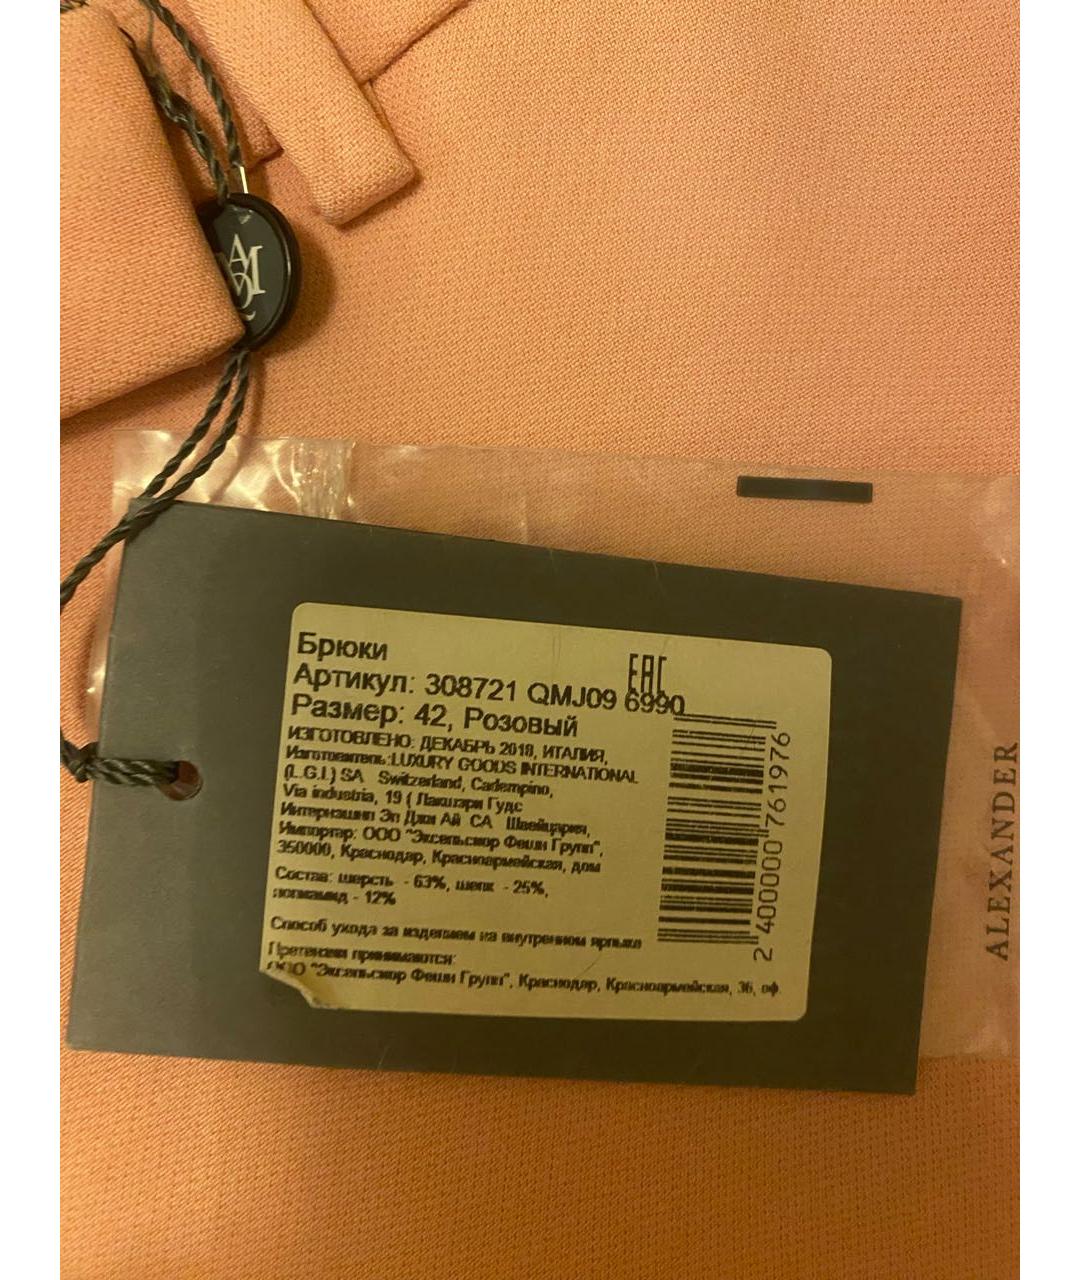 Брюки
EAC
Артикул: 308721 QMJ09 6990
Размер: 42, Розовый
ИЗГОТОВЛЕНО: ДЕКАБРЬ 2018, ИТАЛИЯ,
Изготовитель:LUXURY GOODS INTERNATIONAL
(L.G.I.) SA Switzerland, Cadempino,
Via industria, 19 ( Лакшэри Гудс
Интернэшнл Эл Джи Ай СА Швейцария,
Импортер: ООО "Эксельсиор Фешн Групп",
350000, Краснодар, Красноармейская, дом
Состав: шерсть - 63%, шелк - 25%,
полиамид - 12%
Способ ухода за изделием на внутреннем ярлыке
Претензии принимаются:
ООО "Эксельсиор Фешн Групп", Краснодар, Красноармейская, 36, оф.
2 400000 761976
ALEXANDER